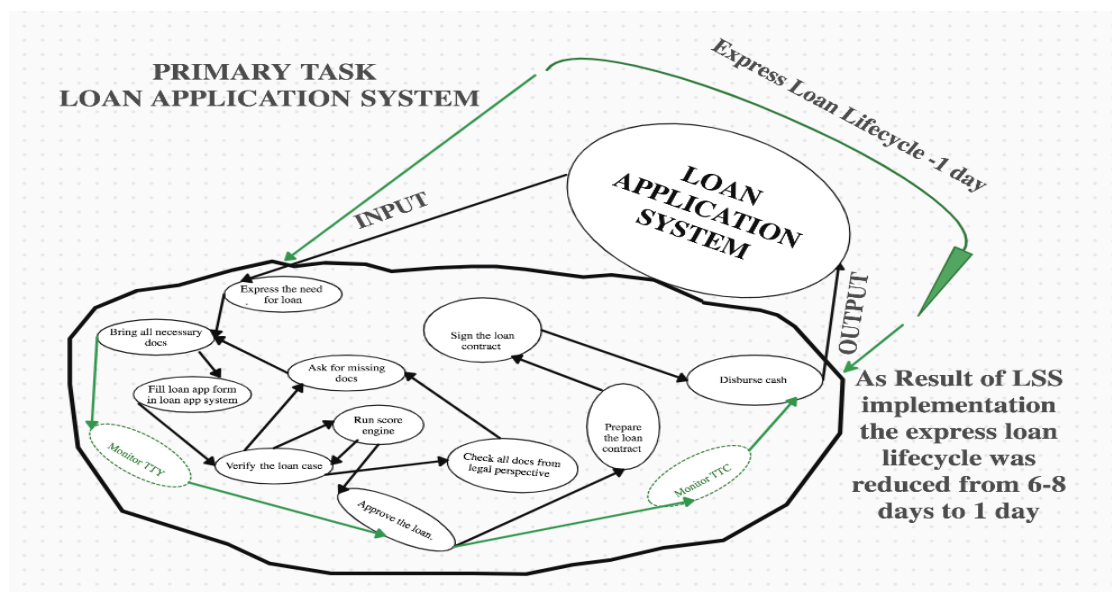 PRIMARY TASK
LOAN APPLICATION SYSTEM
Express Loan Lifecycle -1 day
LOAN
APPLICATION
SYSTEM
INPUT
OUTPUT
Express the need
for loan
Bring all necessary
docs
Fill loan app form
in loan app system
Ask for missing
docs
Sign the loan
contract
Disburse cash
Run score
engine
Prepare
the loan
contract
Monitor TTY
Verify the loan case
Check all docs from
legal perspective
Monitor TTC
Approve the loan.
As Result of LSS
implementation
the express loan
lifecycle was
reduced from 6-8
days to 1 day